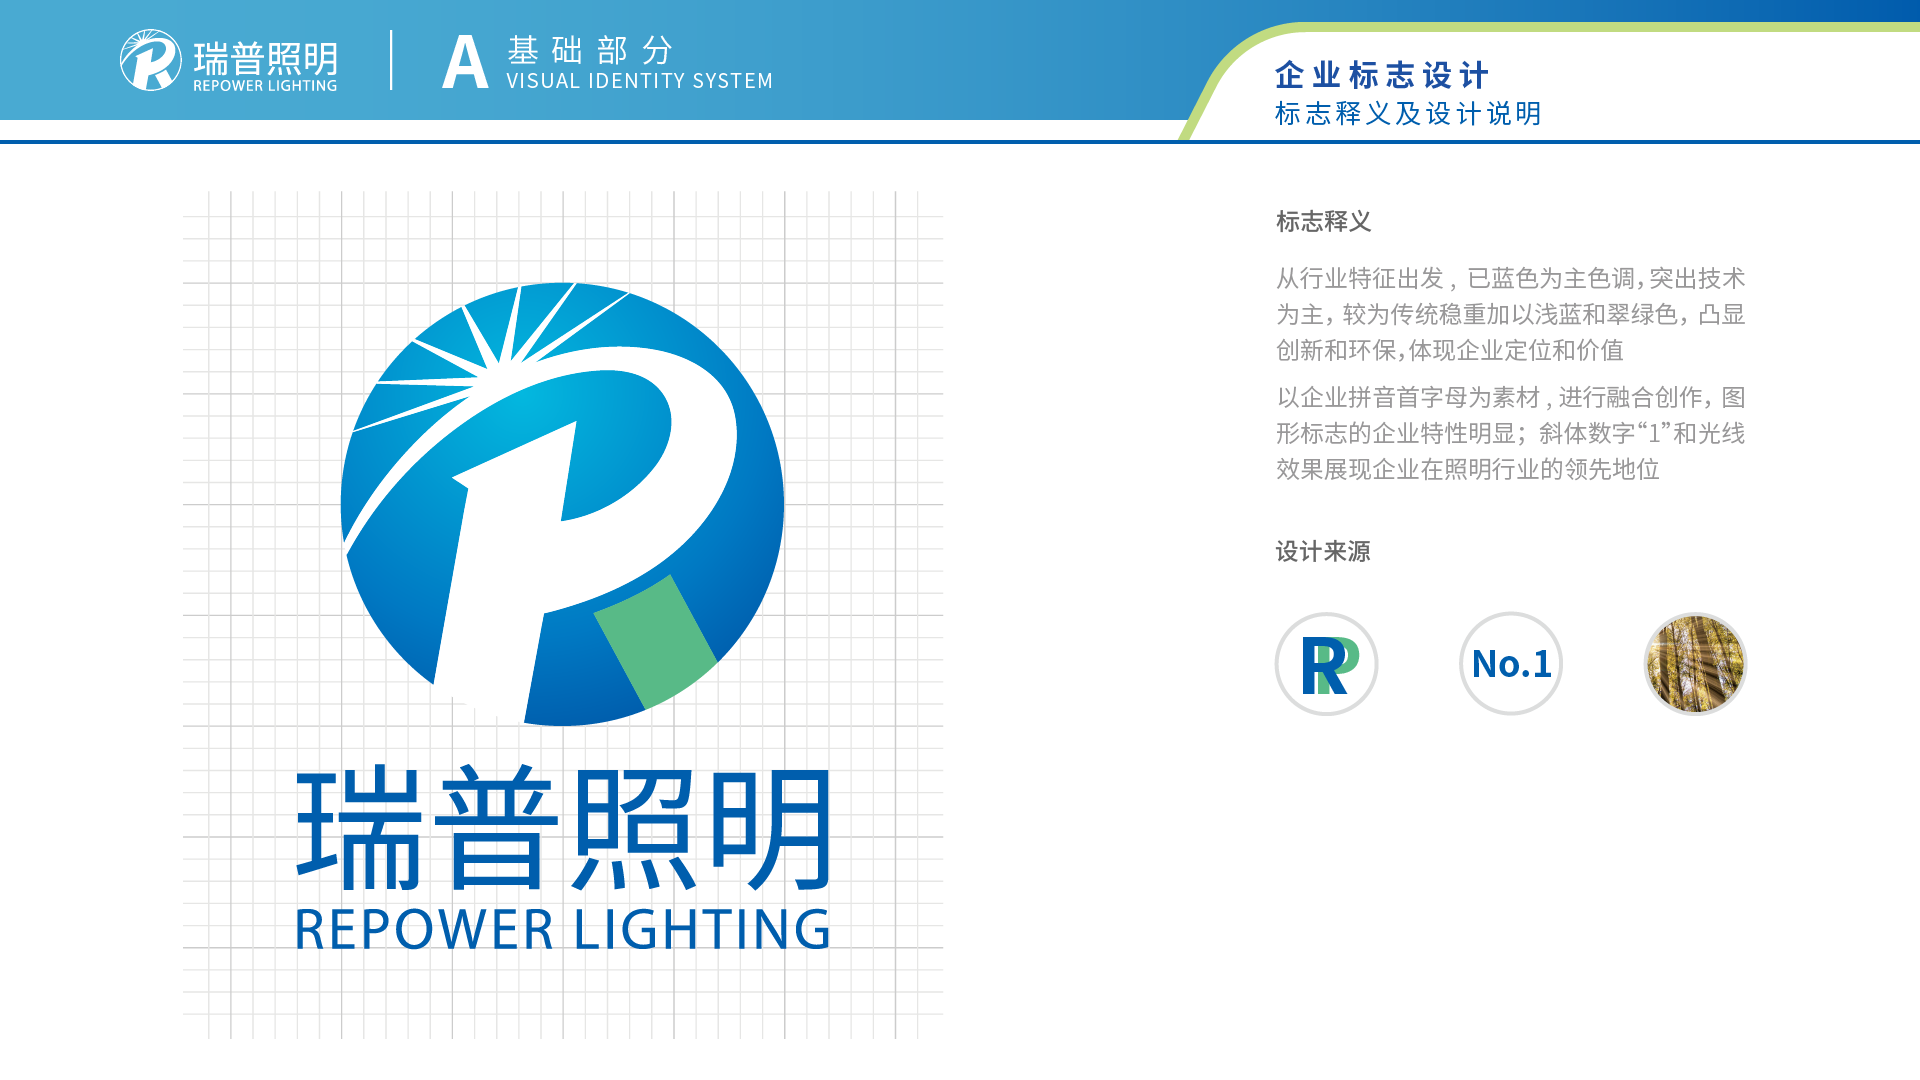 瑞普照明
REPOWER LIGHTING
A
基础部分
VISUAL IDENTITY SYSTEM
企业标志设计
标志释义及设计说明
瑞普照明
REPOWER LIGHTING
标志释义
从行业特征出发，已蓝色为主色调，突出技术
为主，较为传统稳重加以浅蓝和翠绿色，凸显
创新和环保，体现企业定位和价值
以企业拼音首字母为素材，进行融合创作，图
形标志的企业特性明显；斜体数字“1”和光线
效果展现企业在照明行业的领先地位
设计来源
RP
No.1